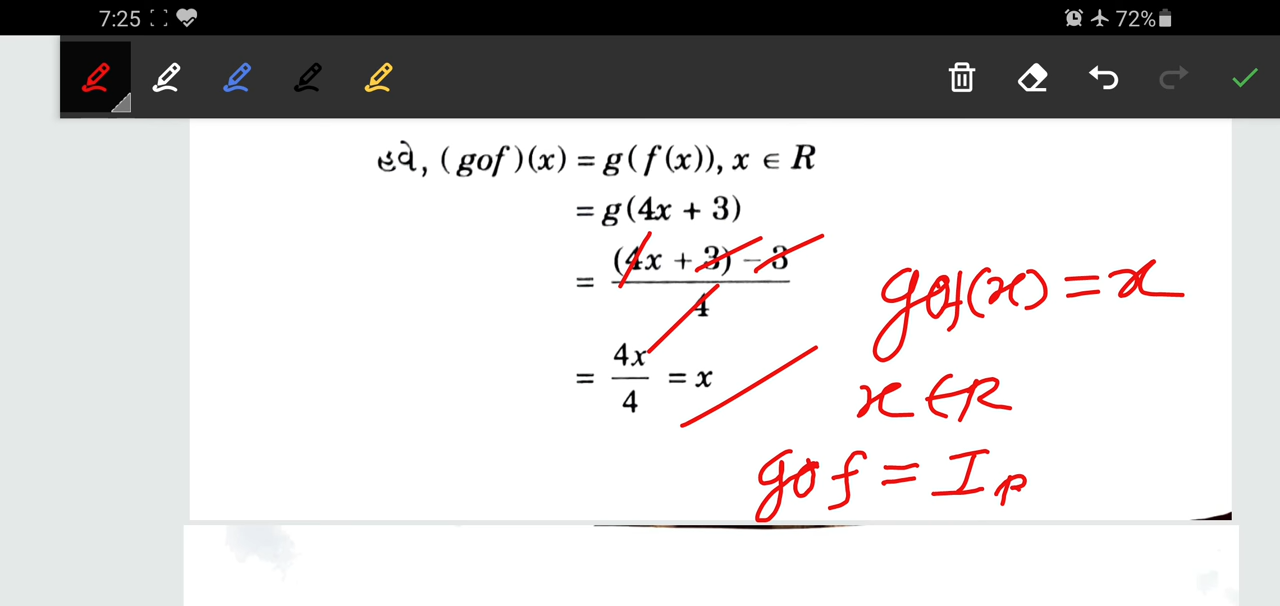 7:25
72%
હવે, (gof)(x) = g(f(x)), x ∈ R
= g(4x + 3)
= (4x + 3) − 3 / 4
= 4x / 4 = x
gof(x) = x
x ∈ R
gof = I_R